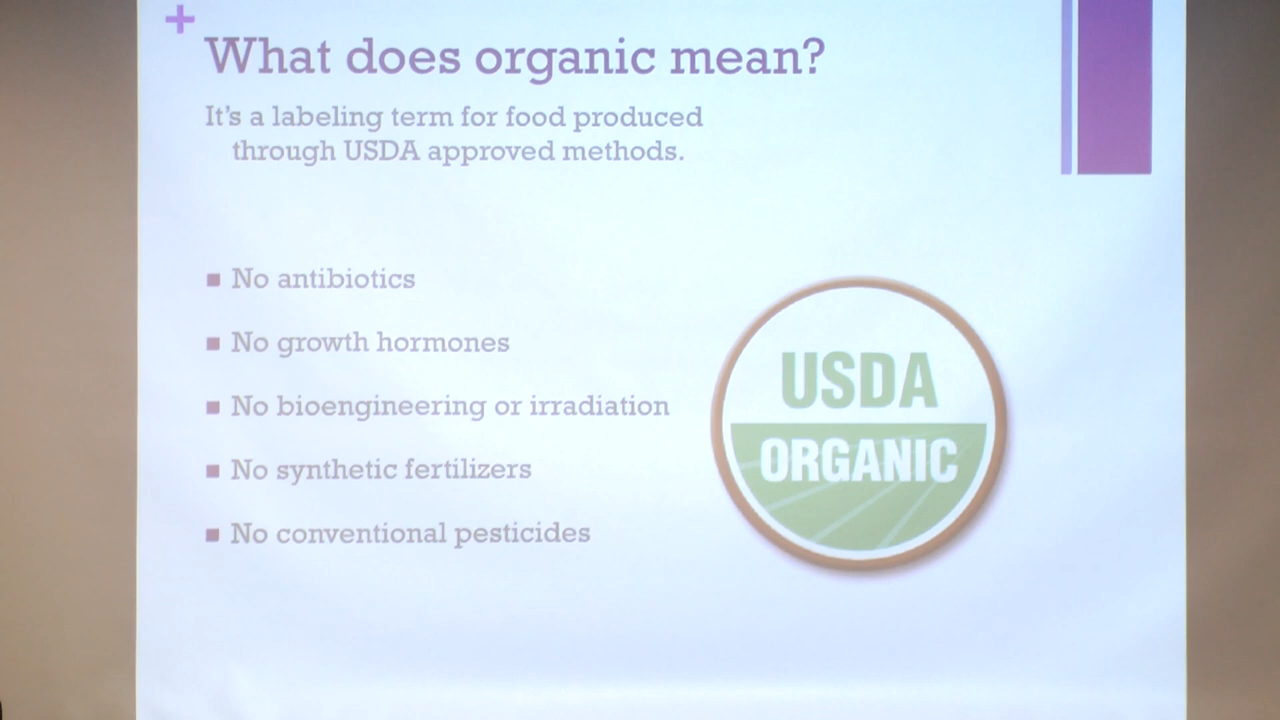 +
What does organic mean?
It's a labeling term for food produced
through USDA approved methods.
■ No antibiotics
■ No growth hormones
■ No bioengineering or irradiation
■ No synthetic fertilizers
■ No conventional pesticides
USDA
ORGANIC